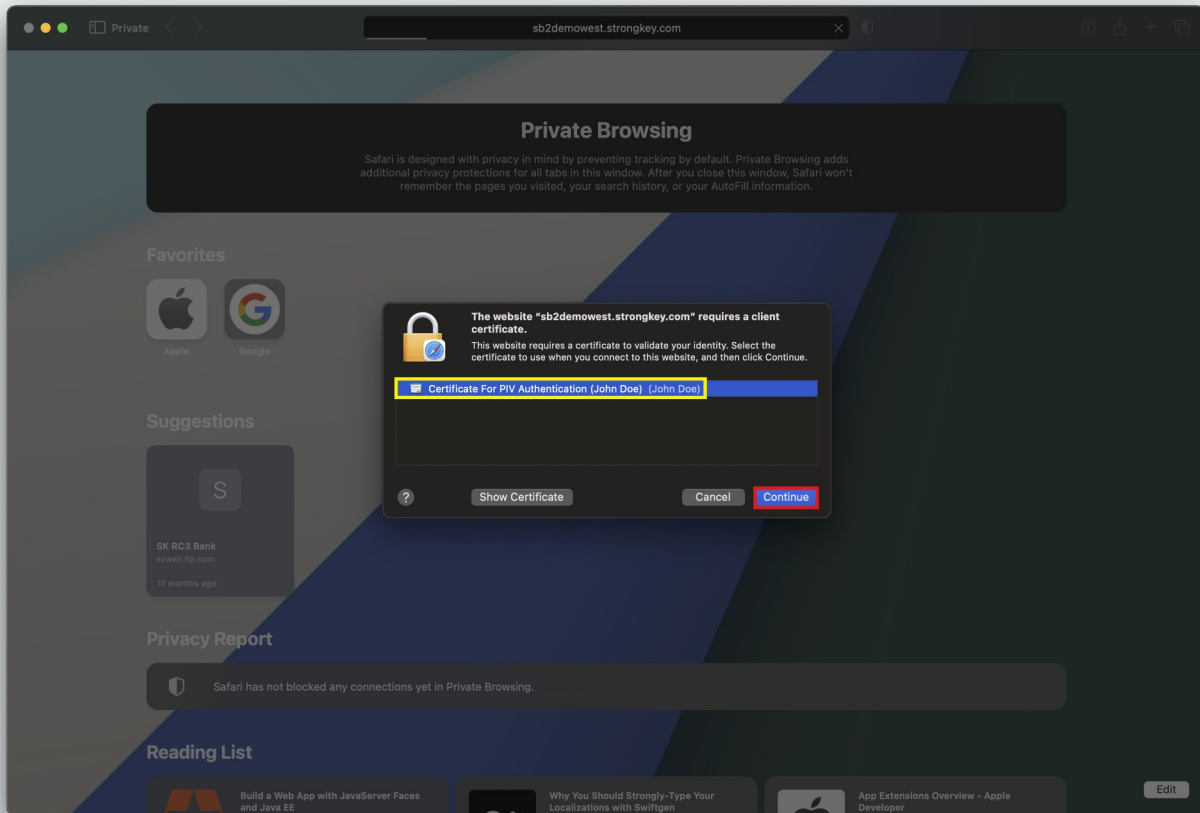 Private
sb2demowest.strongkey.com
Private Browsing
Safari is designed with privacy in mind by preventing tracking by default. Private Browsing adds
additional privacy protections for all tabs in this window. After you close this window, Safari won't
remember the pages you visited, your search history, or your AutoFill information.
Favorites
Apple
Google
The website “sb2demowest.strongkey.com” requires a client
certificate.
This website requires a certificate to validate your identity. Select the
certificate to use when you connect to this website, and then click Continue.
Certificate For PIV Authentication (John Doe) (John Doe)
? Show Certificate Cancel Continue
Suggestions
S
SK RC3 Bank
szweb.itp.com
11 months ago
Privacy Report
Safari has not blocked any connections yet in Private Browsing.
Reading List
Build a Web App with JavaServer Faces
and Java EE
Why You Should Strongly-Type Your
Localizations with Swiftgen
App Extensions Overview - Apple
Developer
Edit